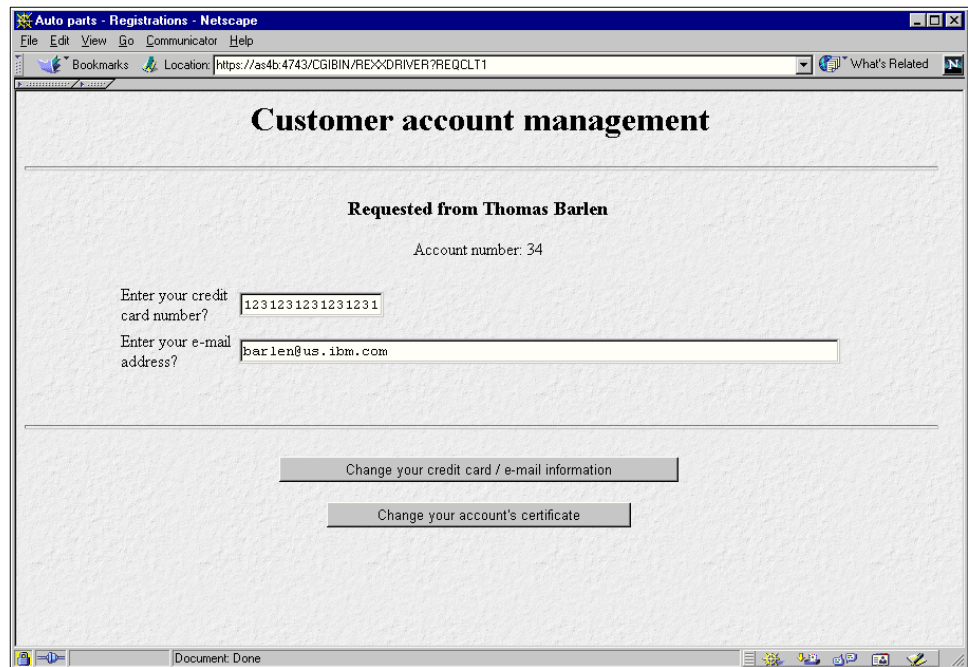 Auto parts - Registrations - Netscape
File Edit View Go Communicator Help
Bookmarks Location: https://as4b:4743/CGIBIN/REXXDRIVER?REQCLT1 What's Related N
Customer account management
Requested from Thomas Barlen
Account number: 34
Enter your credit
card number?
1231231231231231
Enter your e-mail
address?
barlen@us.ibm.com
Change your credit card / e-mail information
Change your account's certificate
Document: Done